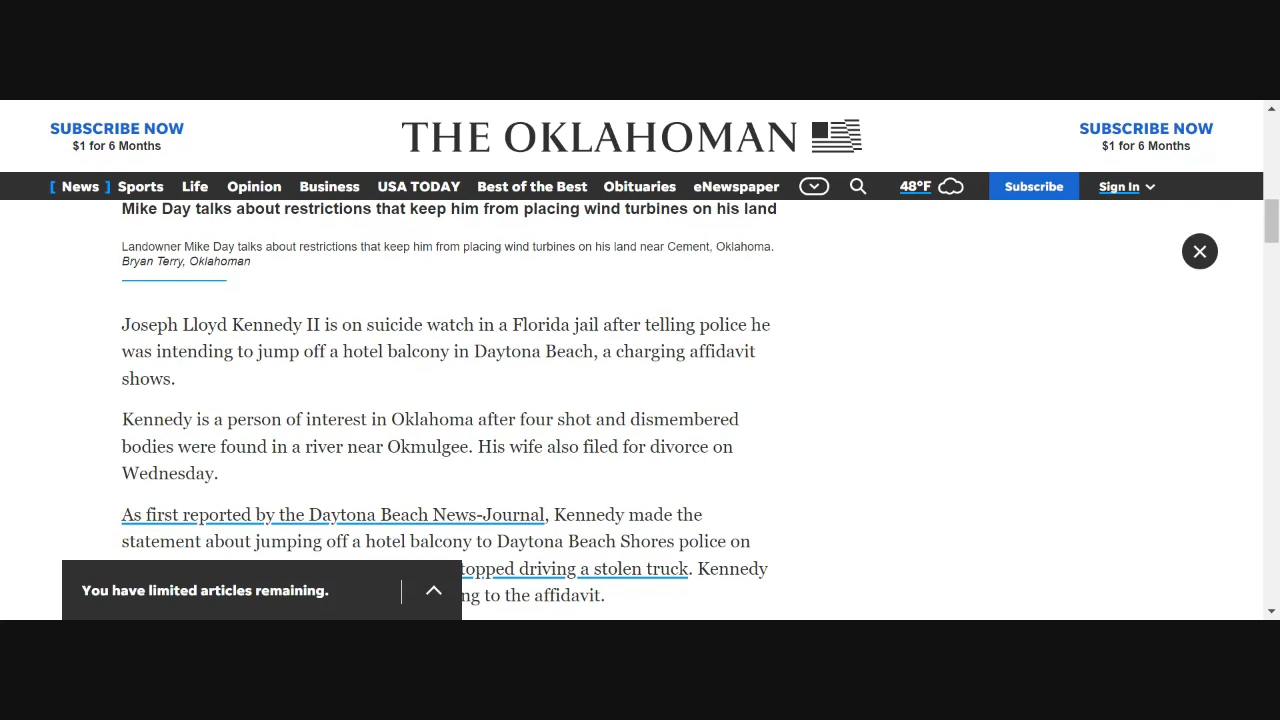 SUBSCRIBE NOW
$1 for 6 Months
THE OKLAHOMAN
SUBSCRIBE NOW
$1 for 6 Months
[ News ] Sports Life Opinion Business USA TODAY Best of the Best Obituaries eNewspaper 48°F Subscribe Sign In
Mike Day talks about restrictions that keep him from placing wind turbines on his land
Landowner Mike Day talks about restrictions that keep him from placing wind turbines on his land near Cement, Oklahoma.
Bryan Terry, Oklahoman
Joseph Lloyd Kennedy II is on suicide watch in a Florida jail after telling police he
was intending to jump off a hotel balcony in Daytona Beach, a charging affidavit
shows.
Kennedy is a person of interest in Oklahoma after four shot and dismembered
bodies were found in a river near Okmulgee. His wife also filed for divorce on
Wednesday.
As first reported by the Daytona Beach News-Journal, Kennedy made the
statement about jumping off a hotel balcony to Daytona Beach Shores police on
topped driving a stolen truck. Kennedy
ng to the affidavit.
You have limited articles remaining.